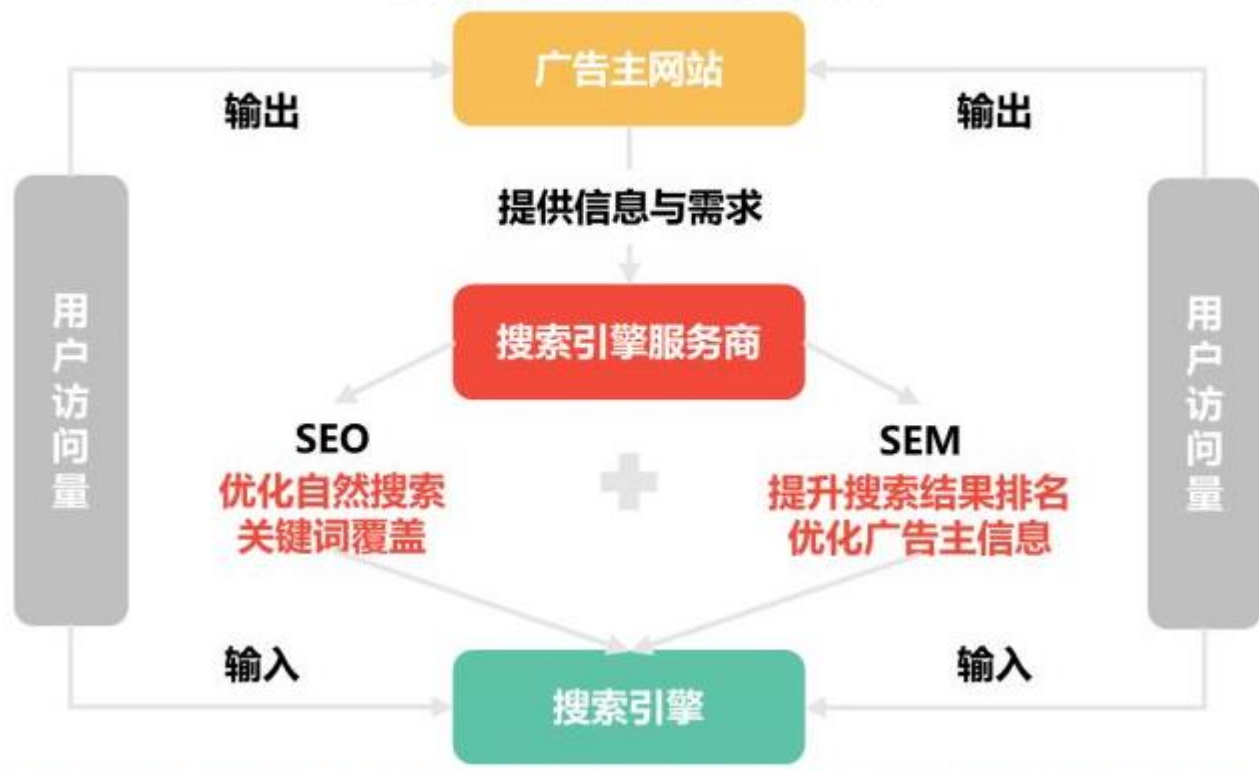 广告主网站
输出
输出
提供信息与需求
用户访问量
搜索引擎服务商
用户访问量
SEO
优化自然搜索
关键词覆盖
SEM
提升搜索结果排名
优化广告主信息
输入
输入
搜索引擎